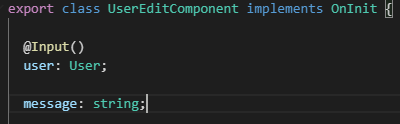 export class UserEditComponent implements OnInit {
@Input()
user: User;
message: string;